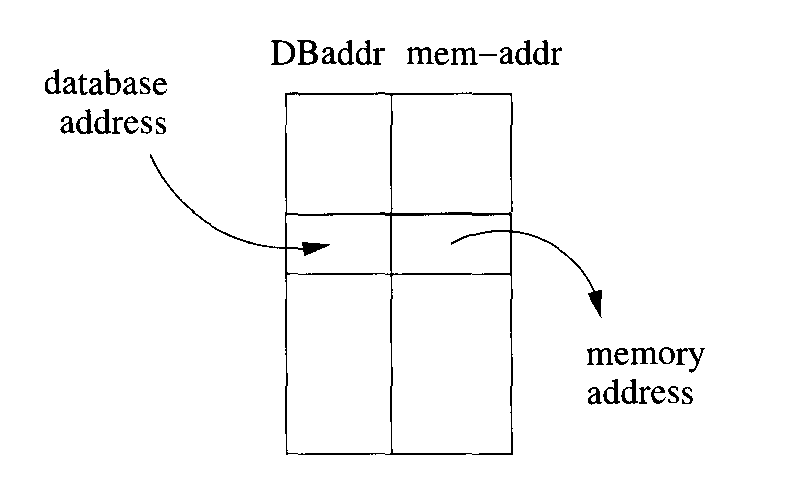 DBaddr mem-addr
database
address
memory
address